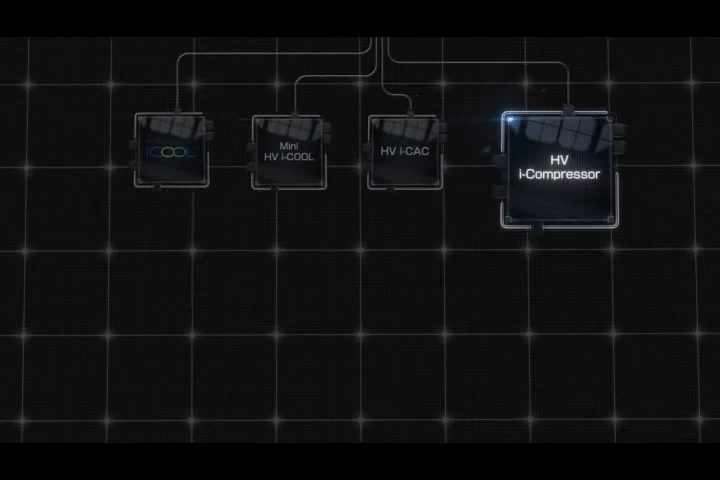 iCOOL
Mini
HV i-COOL
HV i-CAC
HV
i-Compressor